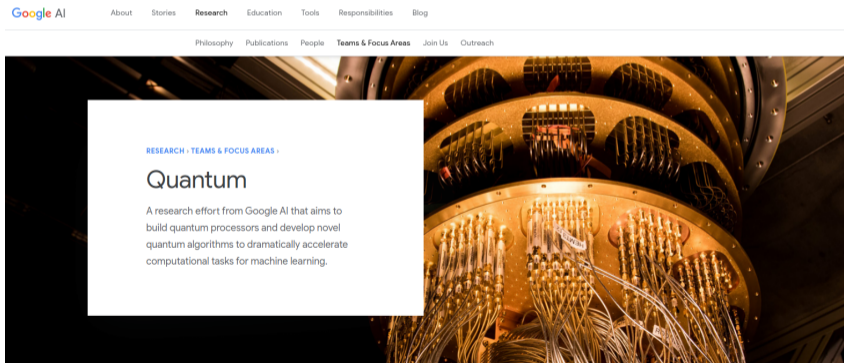 Google AI About Stories Research Education Tools Responsibilities Blog
Philosophy Publications People Teams & Focus Areas Join Us Outreach
RESEARCH › TEAMS & FOCUS AREAS ›
Quantum
A research effort from Google AI that aims to
build quantum processors and develop novel
quantum algorithms to dramatically accelerate
computational tasks for machine learning.